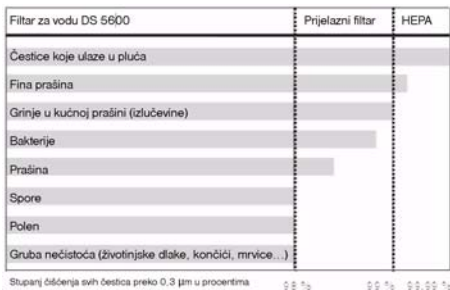 Filtar za vodu DS 5600 Prijelazni filtar HEPA
Čestice koje ulaze u pluća
Fina prašina
Grinje u kućnoj prašini (izlučevine)
Bakterije
Prašina
Spore
Polen
Gruba nečistoća (životinjske dlake, končići, mrvice...)
Stupanj čišćenja svih čestica preko 0,3 µm u procentima